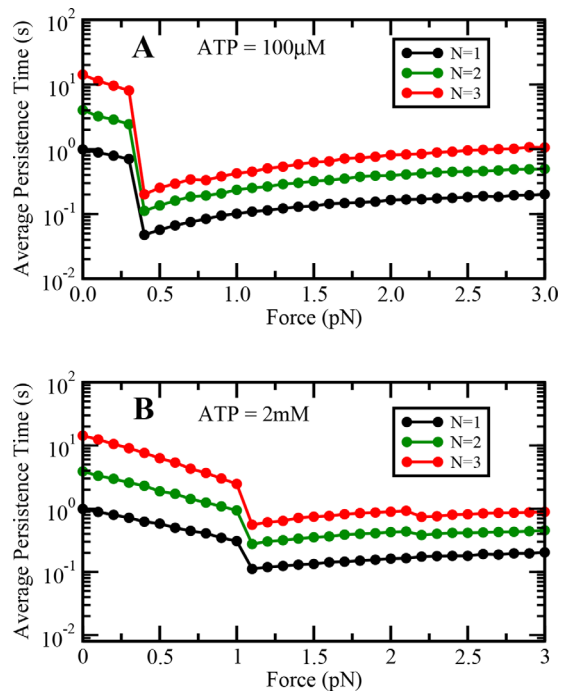 A
ATP = 100μM
N=1
N=2
N=3
Average Persistence Time (s)
10^2
10^1
10^0
10^-1
10^-2
0.0 0.5 1.0 1.5 2.0 2.5 3.0
Force (pN)
B
ATP = 2mM
N=1
N=2
N=3
Average Persistence Time (s)
10^2
10^1
10^0
10^-1
10^-2
0 0.5 1 1.5 2 2.5 3
Force (pN)